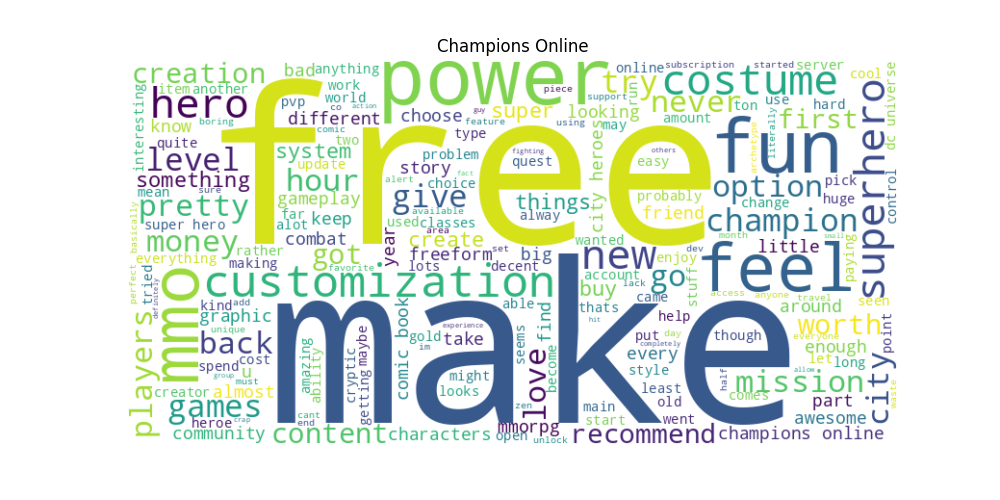 Champions Online
creation
bad
anything
power
try
online
subscription
started
server
cool
item
another
work
costume
hero
pvp
world
co
action
different
choose
super
piece
support
looking
run
never
ton
use
hard
first
dc universe
interesting
know
boring
comic
guy
feature
using
may
amount
literally
free
fun
superhero
quite
two
type
level
system
problem
fighting
others
city heroes
easy
archetype
something
update
story
quest
mean
sure
hour
alert
choice
probably
option
pick
control
pretty
gameplay
give
things
friend
change
huge
far
keep
available
alway
super hero
alot
used
classes
champion
combat
year
area
create
wanted
month
small
money
rather
got
freeform
set
big
new
enjoy
dev
little
everything
making
lots
decent
feel
paying
basically
perfect
tried
favorite
customization
account
go
stuff
mmo
buy
lack
came
access
anyone
travel
seen
definitely
kind
add
comic book
able
thats
around
players
graphic
make
find
help
everyone
worth
point
unique
gold
experience
hit
put
day
back
im
take
seems
though
enough
cost
maybe
every
completely
let
long
spend
u
amazing
ability
cryptic
getting
might
become
style
half
allow
group
must
looks
love
least
comes
mission
city
waste
creator
almost
zen
main
old
part
games
heroe
cant
crap
end
start
went
awesome
community
content
characters
mmorpg
open
unlock
recommend
champions online